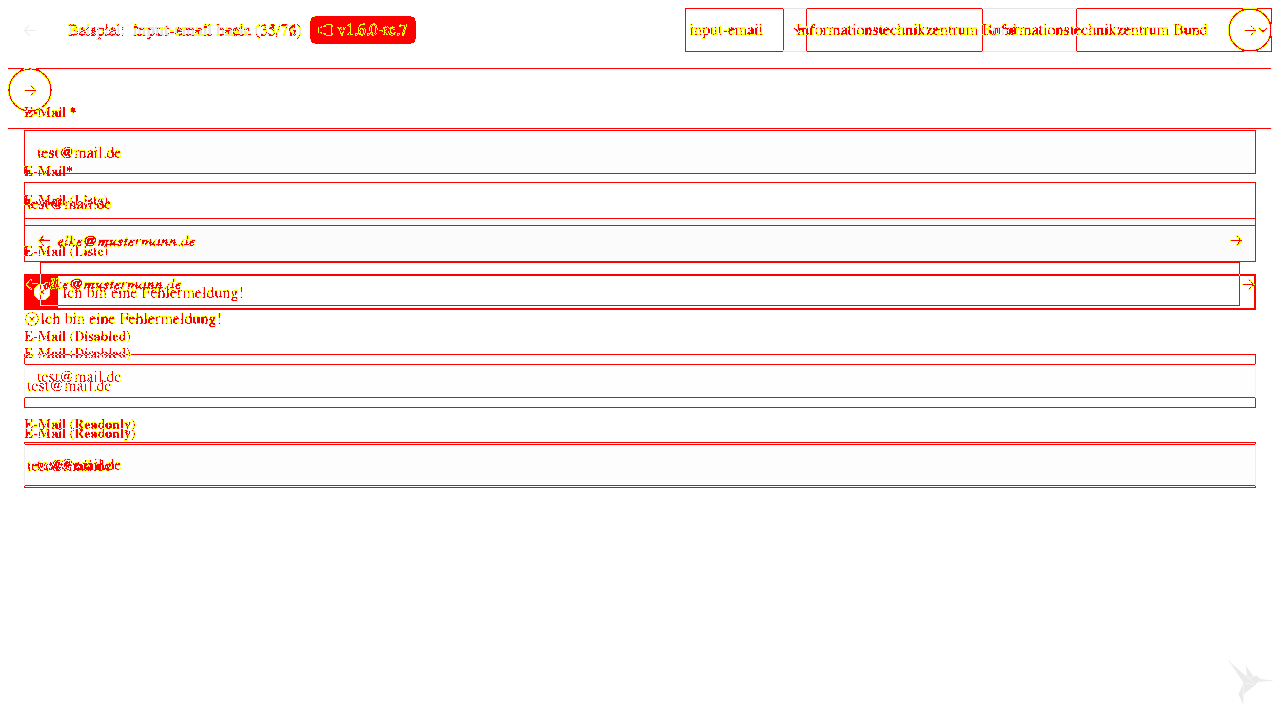 Beispiel: input-email basic (35/76) v1.6.0-rc.7 input-email Informationstechnikzentrum Bund Informationstechnikzentrum Bund
E-Mail *
test@mail.de
E-Mail*
E-Mail (Liste)
test@mail.de
← elke@mustermann.de →
E-Mail (Liste)
← elke@mustermann.de →
Ich bin eine Fehlermeldung!
Ich bin eine Fehlermeldung!
E-Mail (Disabled)
E-Mail (Disabled)
test@mail.de
test@mail.de
E-Mail (Readonly)
E-Mail (Readonly)
test@mail.de